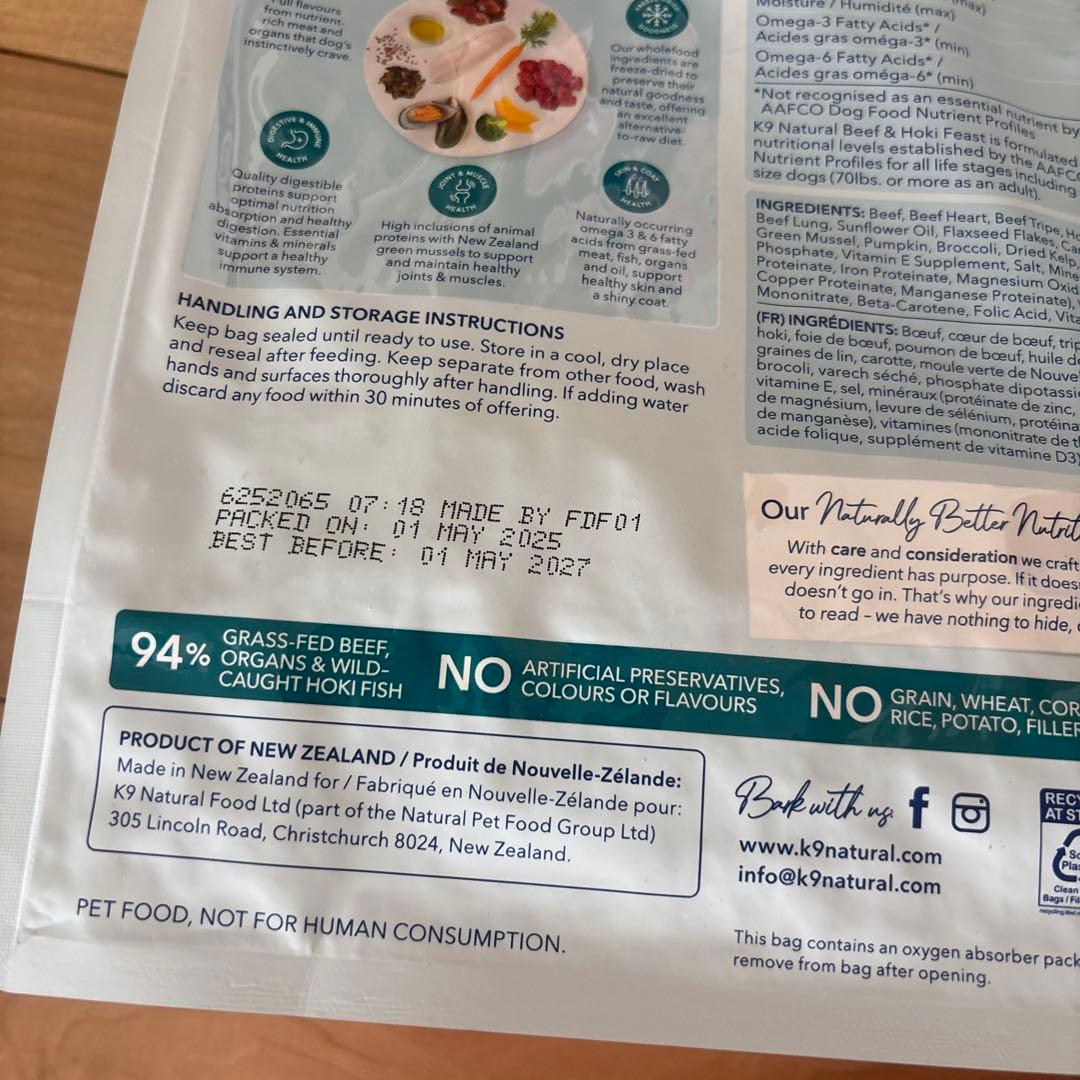 Full flavours
from nutrient-
rich meat and
organs that dog's
instinctively crave.
GOODNESS
Our wholefood
ingredients are
freeze-dried to
preserve their
natural goodness
and taste, offering
an excellent
alternative-
to-raw diet.
DIGESTIVE & IMMUNE
HEALTH
Quality digestible
proteins support
optimal nutrition
absorption and healthy
digestion. Essential
vitamins & minerals
support a healthy
immune system.
JOINT & MUSCLE
HEALTH
High inclusions of animal
proteins with New Zealand
green mussels to support
and maintain healthy
joints & muscles.
SKIN & COAT
HEALTH
Naturally occurring
omega 3 & 6 fatty
acids from grass-fed
meat, fish, organs
and oil, support
healthy skin and
a shiny coat.
HANDLING AND STORAGE INSTRUCTIONS
Keep bag sealed until ready to use. Store in a cool, dry place
and reseal after feeding. Keep separate from other food, wash
hands and surfaces thoroughly after handling. If adding water
discard any food within 30 minutes of offering.
6252065 07:18 MADE BY FDF01
PACKED ON: 01 MAY 2025
BEST BEFORE: 01 MAY 2027
Moisture / Humidité (max)
Omega-3 Fatty Acids* /
Acides gras oméga-3* (min)
Omega-6 Fatty Acids* /
Acides gras oméga-6* (min)
*Not recognised as an essential nutrient by
AAFCO Dog Food Nutrient Profiles
K9 Natural Beef & Hoki Feast is formulated
nutritional levels established by the AAFCO
Nutrient Profiles for all life stages including
size dogs (70lbs. or more as an adult).
INGREDIENTS: Beef, Beef Heart, Beef Tripe,
Beef Lung, Sunflower Oil, Flaxseed Flakes,
Green Mussel, Pumpkin, Broccoli, Dried Kelp,
Phosphate, Vitamin E Supplement, Salt,
Proteinate, Iron Proteinate, Magnesium
Copper Proteinate, Manganese Proteinate),
Mononitrate, Beta-Carotene, Folic Acid,
(FR) INGRÉDIENTS: Bœuf, cœur de bœuf,
hoki, foie de bœuf, poumon de bœuf, huile
graines de lin, carotte, moule verte de
brocoli, varech séché, phosphate
vitamine E, sel, minéraux (protéinate de zinc,
de magnésium, levure de sélénium,
de manganèse), vitamines (mononitrate de
acide folique, supplément de vitamine D3)
Our Naturally Better
With care and consideration we craft
every ingredient has purpose. If it
doesn't go in. That's why our
to read – we have nothing to hide,
94% GRASS-FED BEEF,
ORGANS & WILD-
CAUGHT HOKI FISH
NO ARTIFICIAL PRESERVATIVES,
COLOURS OR FLAVOURS
NO GRAIN, WHEAT,
RICE, POTATO,
PRODUCT OF NEW ZEALAND / Produit de Nouvelle-Zélande:
Made in New Zealand for / Fabriqué en Nouvelle-Zélande pour:
K9 Natural Food Ltd (part of the Natural Pet Food Group Ltd)
305 Lincoln Road, Christchurch 8024, New Zealand.
Bark with us:
www.k9natural.com
info@k9natural.com
AT
Clean
Bags /
PET FOOD, NOT FOR HUMAN CONSUMPTION.
This bag contains an oxygen absorber
remove from bag after opening.